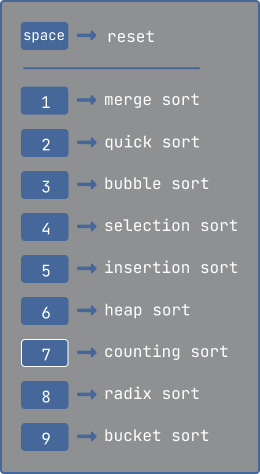 space → reset
1 → merge sort
2 → quick sort
3 → bubble sort
4 → selection sort
5 → insertion sort
6 → heap sort
7 → counting sort
8 → radix sort
9 → bucket sort